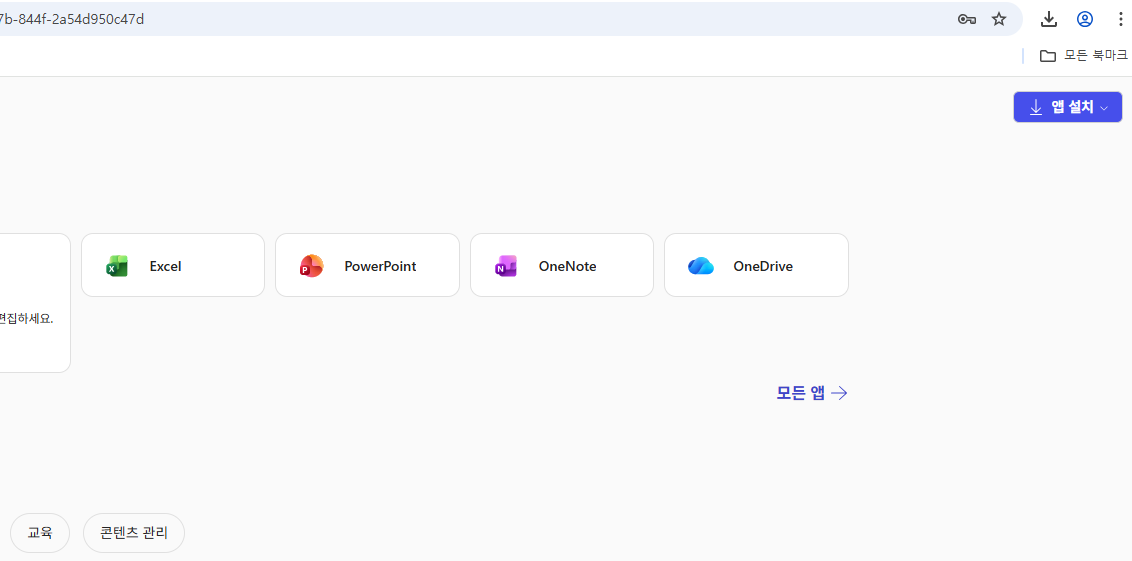 7b-844f-2a54d950c47d
모든 북마크
앱 설치
Excel
PowerPoint
OneNote
OneDrive
편집하세요.
모든 앱
교육
콘텐츠 관리